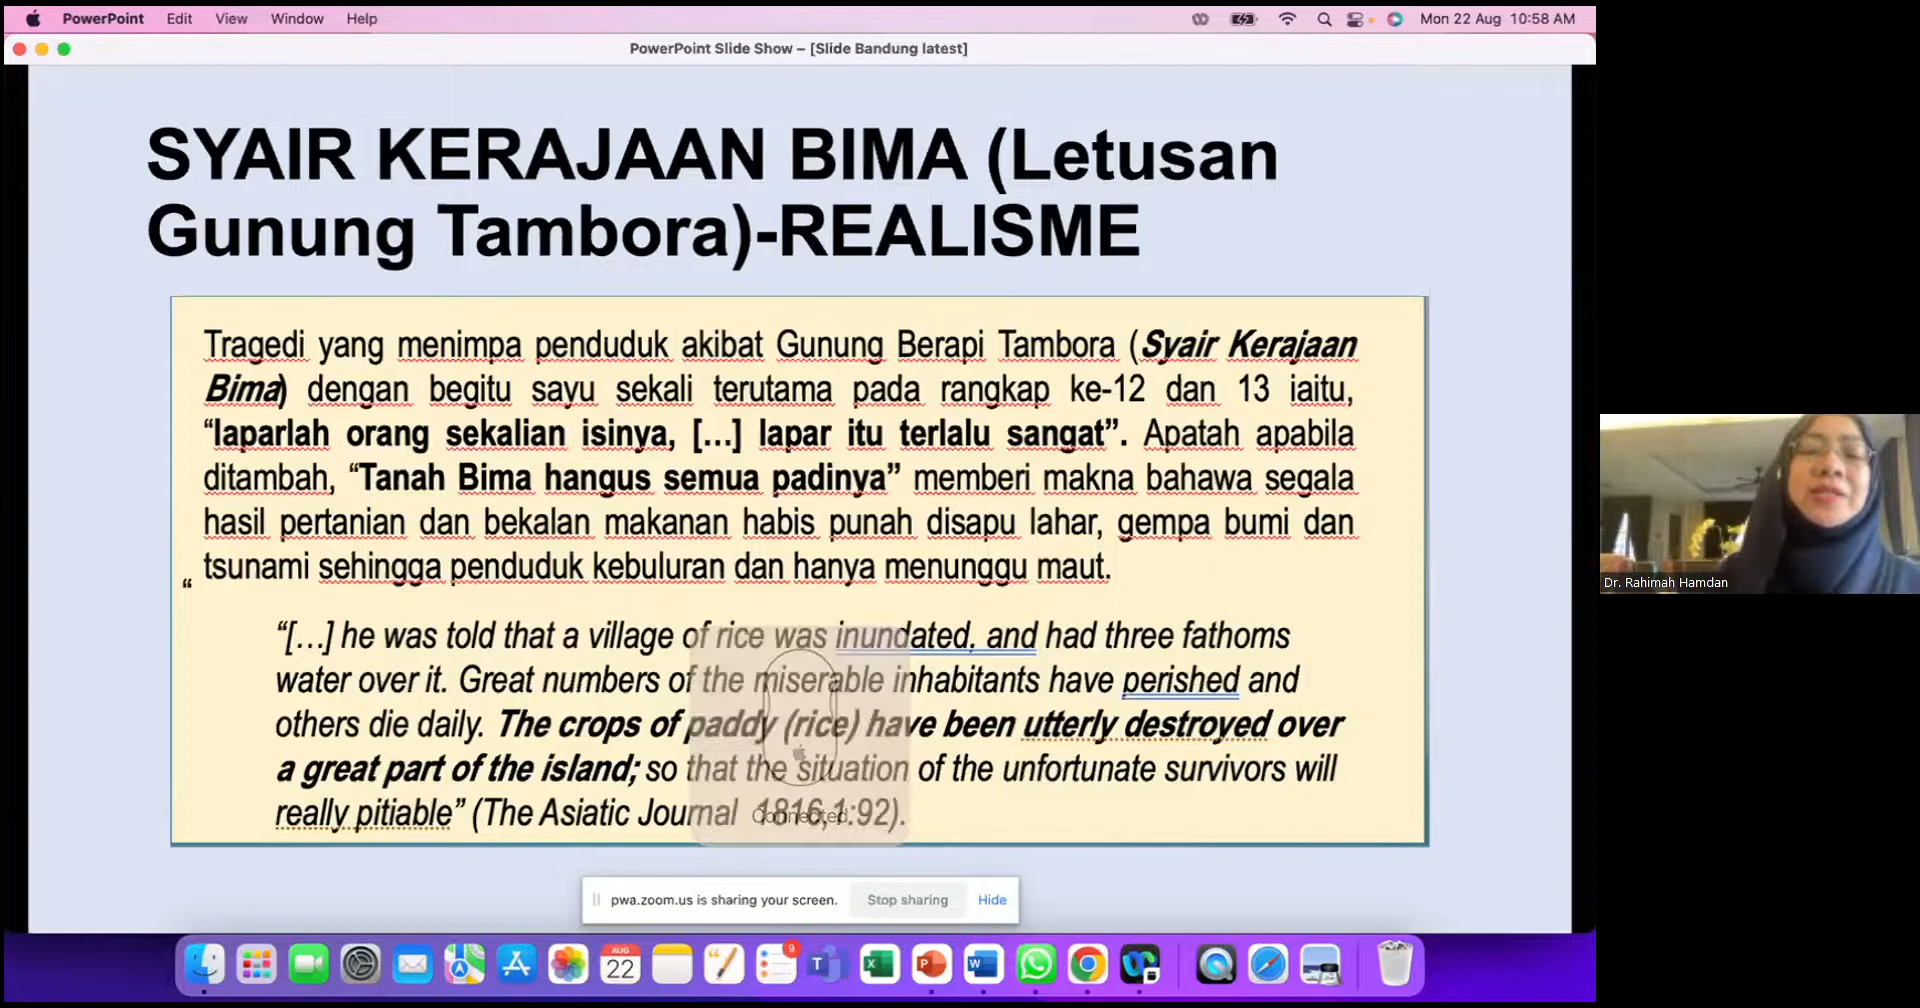 PowerPoint Edit View Window Help Mon 22 Aug 10:58 AM
PowerPoint Slide Show – [Slide Bandung latest]
SYAIR KERAJAAN BIMA (Letusan
Gunung Tambora)-REALISME
Tragedi yang menimpa penduduk akibat Gunung Berapi Tambora (Syair Kerajaan
Bima) dengan begitu sayu sekali terutama pada rangkap ke-12 dan 13 iaitu,
“laparlah orang sekalian isinya, [...] lapar itu terlalu sangat”. Apatah apabila
ditambah, “Tanah Bima hangus semua padinya” memberi makna bahawa segala
hasil pertanian dan bekalan makanan habis punah disapu lahar, gempa bumi dan
tsunami sehingga penduduk kebuluran dan hanya menunggu maut.
“
“[…] he was told that a village of rice was inundated, and had three fathoms
water over it. Great numbers of the miserable inhabitants have perished and
others die daily. The crops of paddy (rice) have been utterly destroyed over
a great part of the island; so that the situation of the unfortunate survivors will
really pitiable” (The Asiatic Journal 1816,1:92).
Connected
pwa.zoom.us is sharing your screen. Stop sharing Hide
Dr. Rahimah Hamdan
AUG
22
9
T
X
P
W